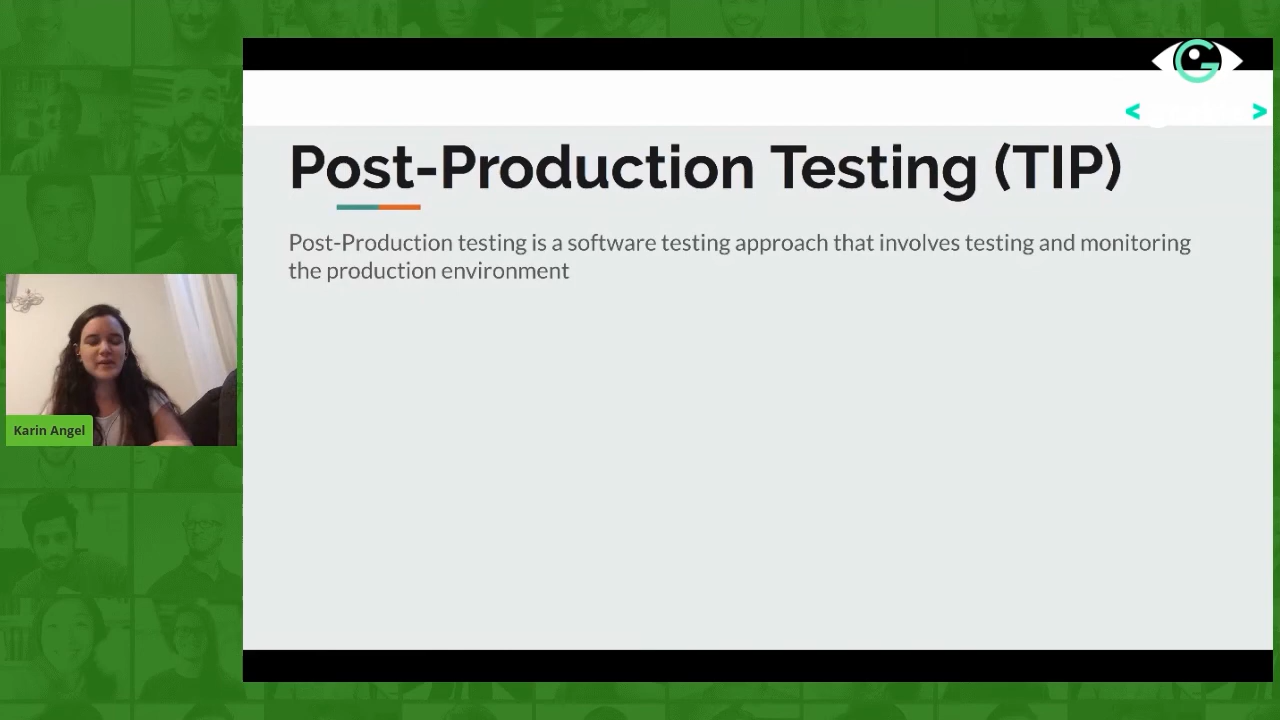 Post-Production Testing (TIP)
Post-Production testing is a software testing approach that involves testing and monitoring
the production environment
Karin Angel